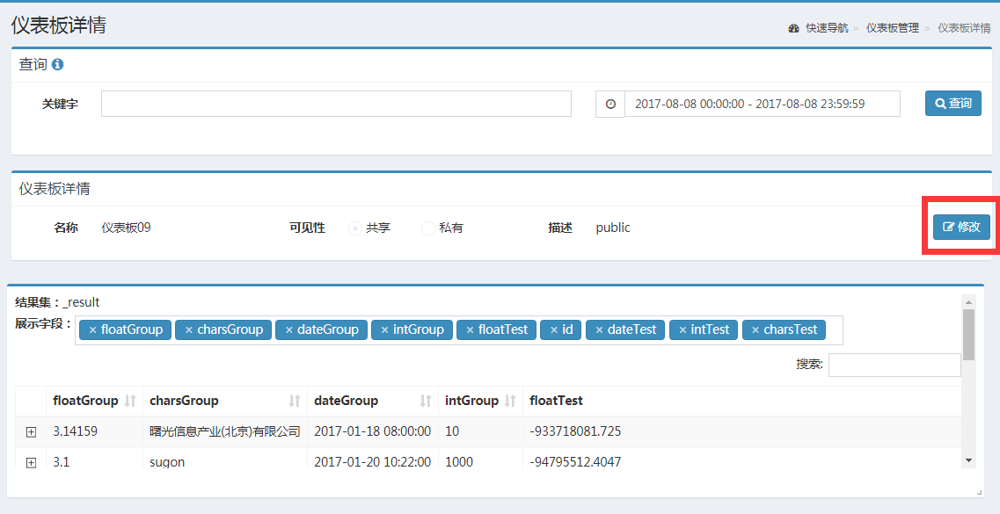 仪表板详情
快速导航 > 仪表板管理 > 仪表板详情
查询
关键字 2017-08-08 00:00:00 - 2017-08-08 23:59:59 查询
仪表板详情
名称 仪表板09 可见性 共享 私有 描述 public 修改
结果集：_result
展示字段： × floatGroup × charsGroup × dateGroup × intGroup × floatTest × id × dateTest × intTest × charsTest
搜索:
floatGroup charsGroup dateGroup intGroup floatTest
3.14159 曙光信息产业(北京)有限公司 2017-01-18 08:00:00 10 -933718081.725
3.1 sugon 2017-01-20 10:22:00 1000 -94795512.4047